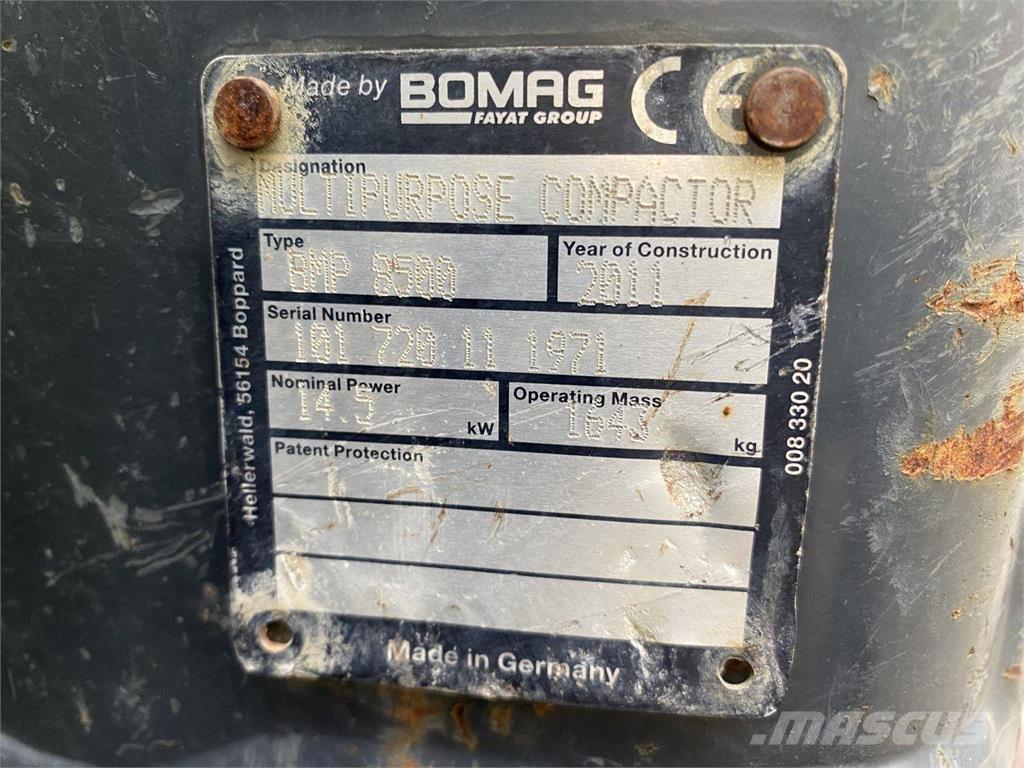 Made by BOMAG CE
FAYAT GROUP
Designation
MULTIPURPOSE COMPACTOR
Type
BMP 8500
Year of Construction
2011
Serial Number
101 720 11 1971
Nominal Power
14.5
kW
Operating Mass
kg
Patent Protection
Made in Germany
Hellerwald, 56154 Boppard
008 330 20
MASCUS